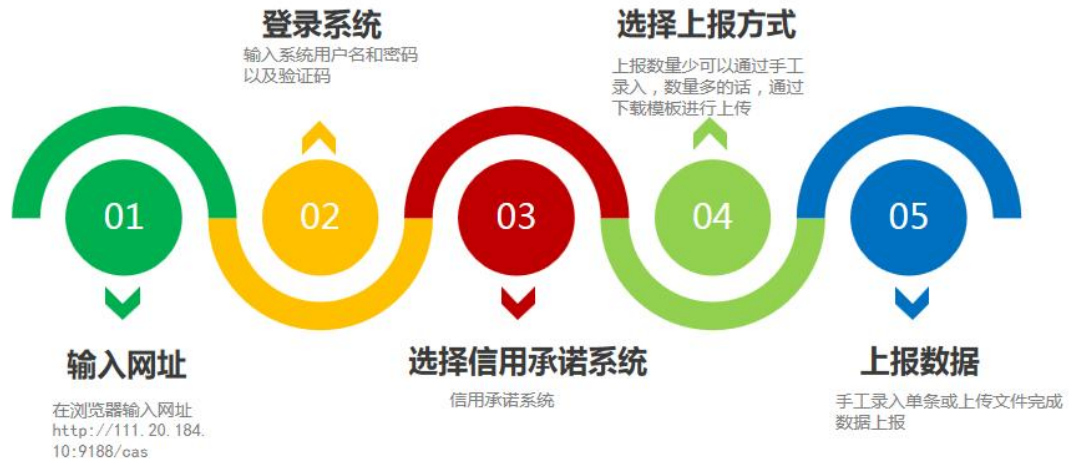 登录系统
输入系统用户名和密码
以及验证码
选择上报方式
上报数量少可以通过手工
录入，数量多的话，通过
下载模板进行上传
01
02
03
04
05
输入网址
在浏览器输入网址
http://111.20.184.
10:9188/cas
选择信用承诺系统
信用承诺系统
上报数据
手工录入单条或上传文件完成
数据上报